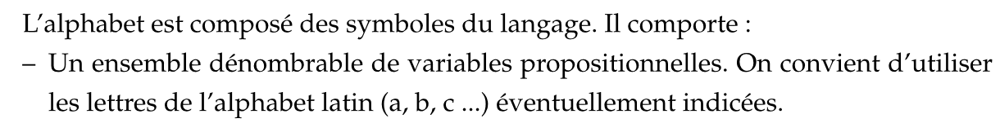 L’alphabet est composé des symboles du langage. Il comporte :
– Un ensemble dénombrable de variables propositionnelles. On convient d’utiliser
les lettres de l’alphabet latin (a, b, c ...) éventuellement indicées.